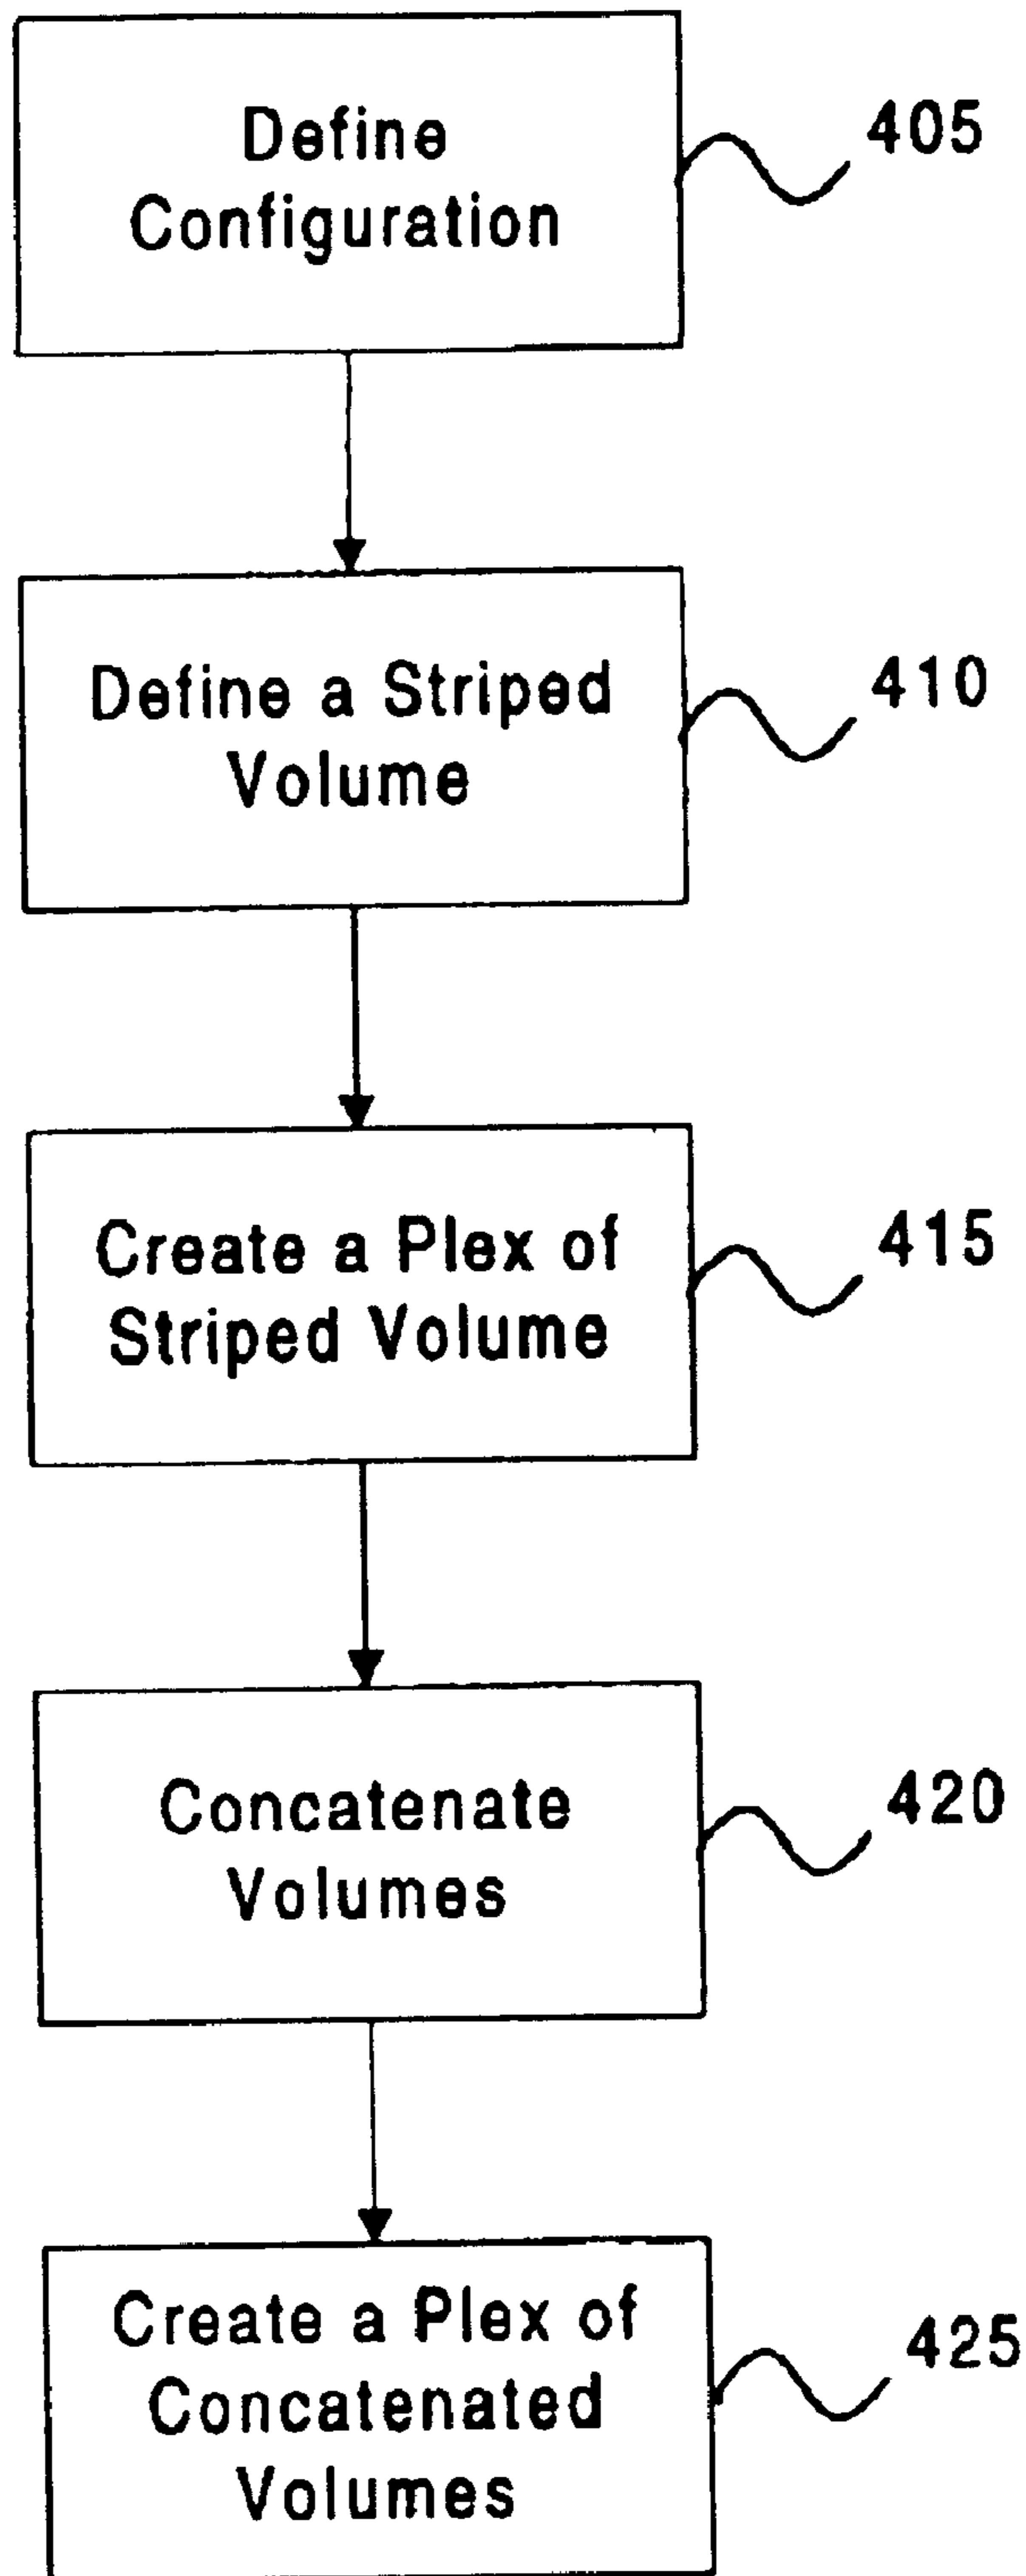 Define
Configuration
405
Define a Striped
Volume
410
Create a Plex of
Striped Volume
415
Concatenate
Volumes
420
Create a Plex of
Concatenated
Volumes
425